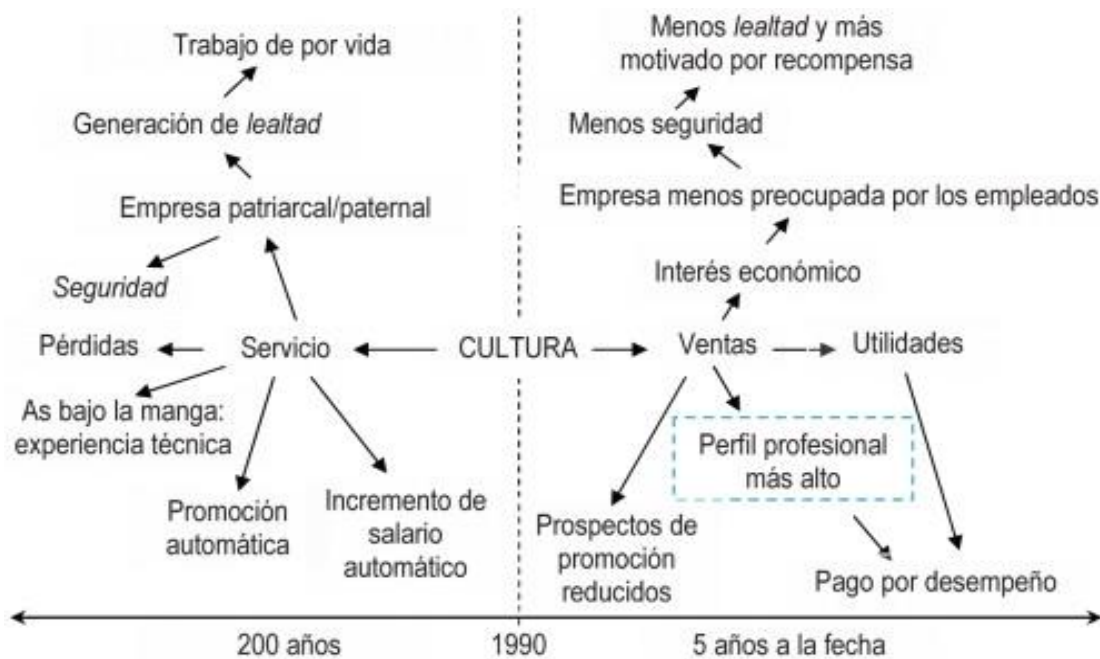 Trabajo de por vida
Generación de lealtad
Empresa patriarcal/paternal
Seguridad
Pérdidas
Servicio
As bajo la manga:
experiencia técnica
Promoción
automática
Incremento de
salario
automático
CULTURA
Menos lealtad y más
motivado por recompensa
Menos seguridad
Empresa menos preocupada por los empleados
Interés económico
Ventas
Utilidades
Perfil profesional
más alto
Prospectos de
promoción
reducidos
Pago por desempeño
200 años
1990
5 años a la fecha